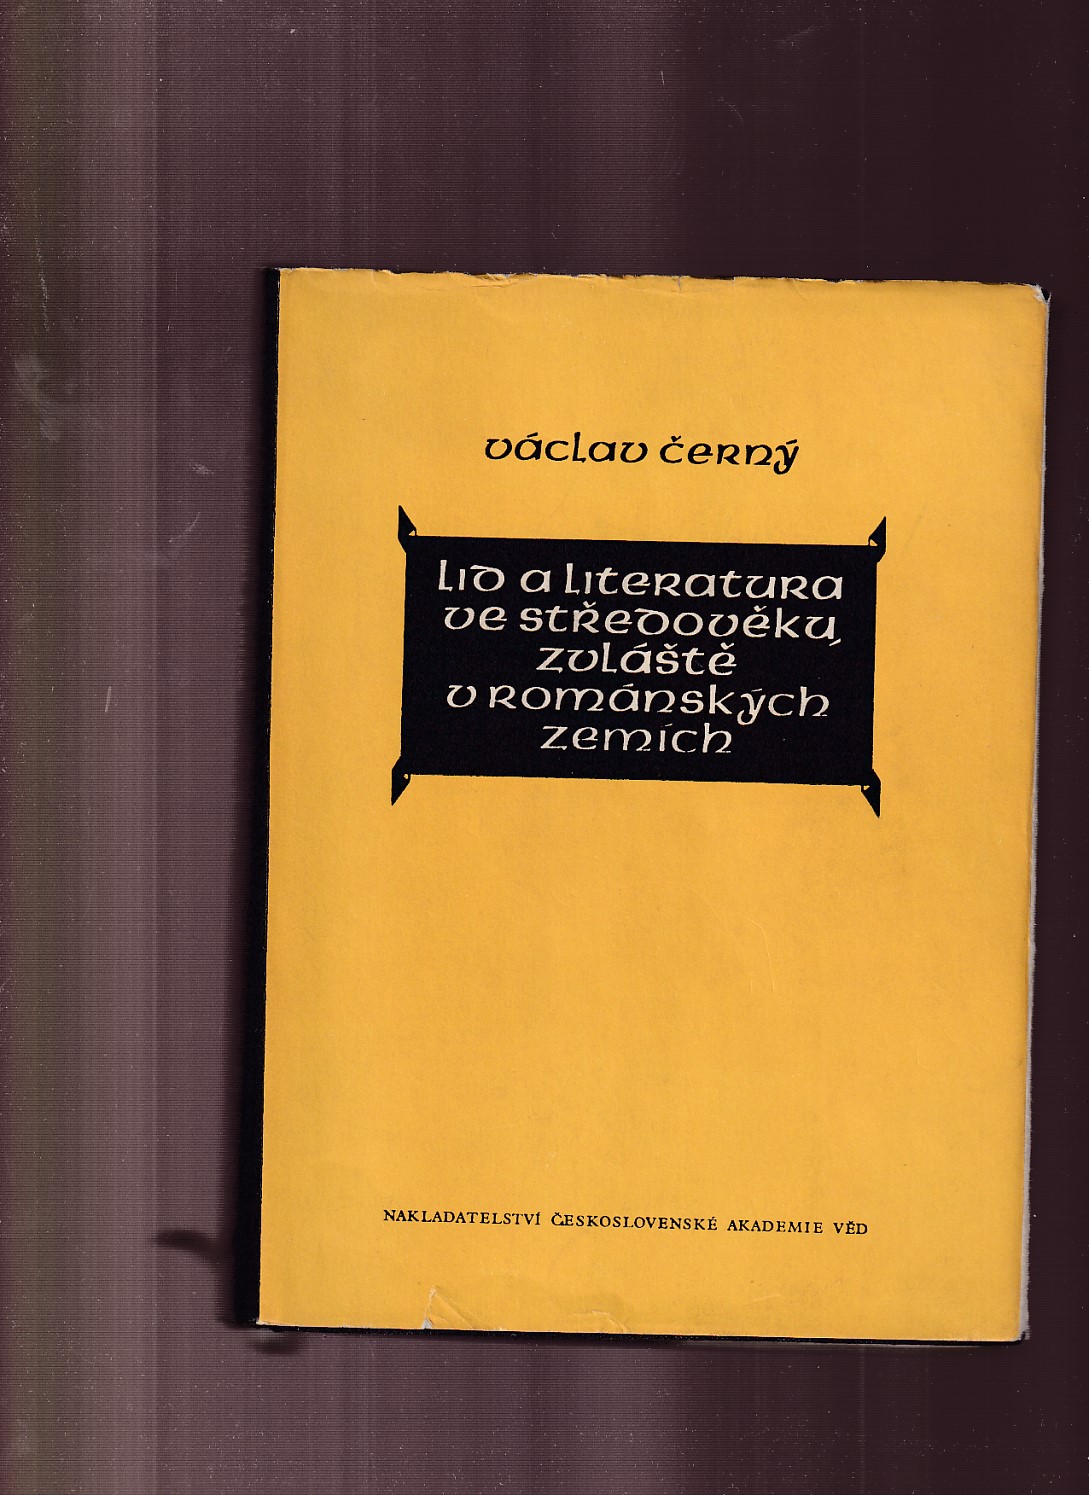 Václav Černý
Lid a literatura
ve středověku,
zvláště
v románských
zemích
NAKLADATELSTVÍ ČESKOSLOVENSKÉ AKADEMIE VĚD